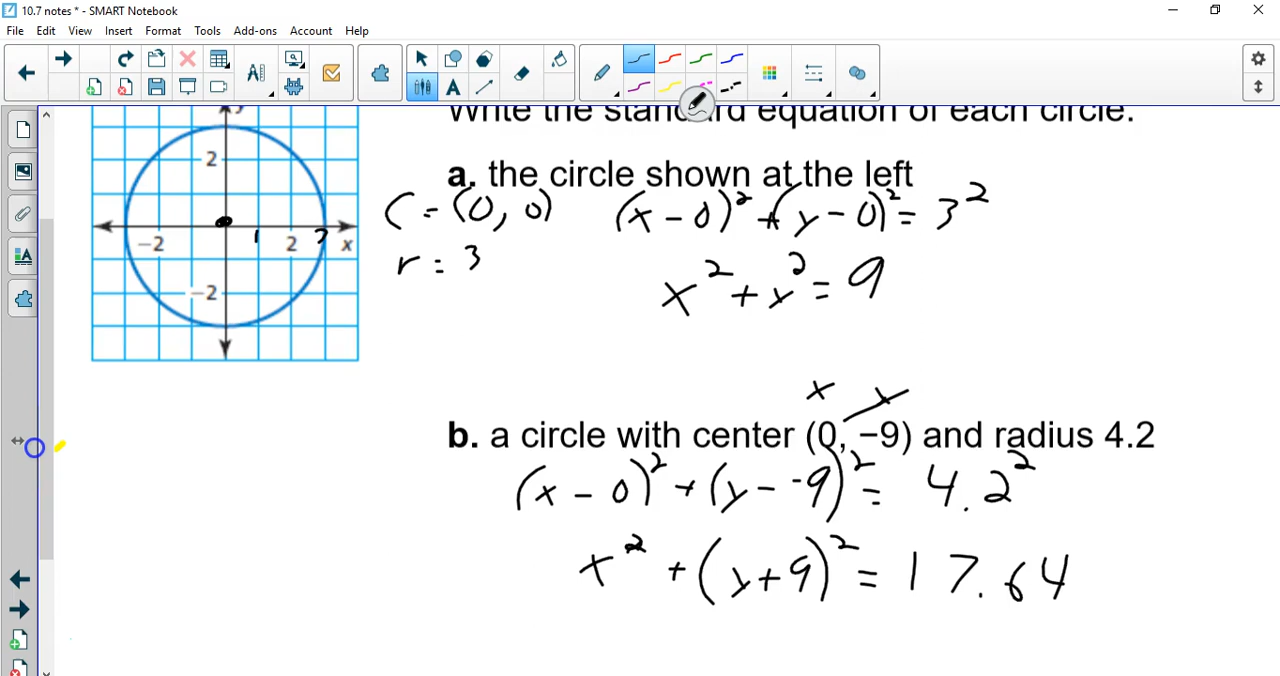 10.7 notes * - SMART Notebook
File Edit View Insert Format Tools Add-ons Help
Write the standard equation of each circle.
a. the circle shown at the left
y
2
-2 1 2 3 x
-2
C = (0, 0) (x - 0)² + (y - 0)² = 3²
r = 3
x² + y² = 9
x y
b. a circle with center (0, −9) and radius 4.2
(x - 0)² + (y - -9)² = 4.2²
x² + (y + 9)² = 17.64